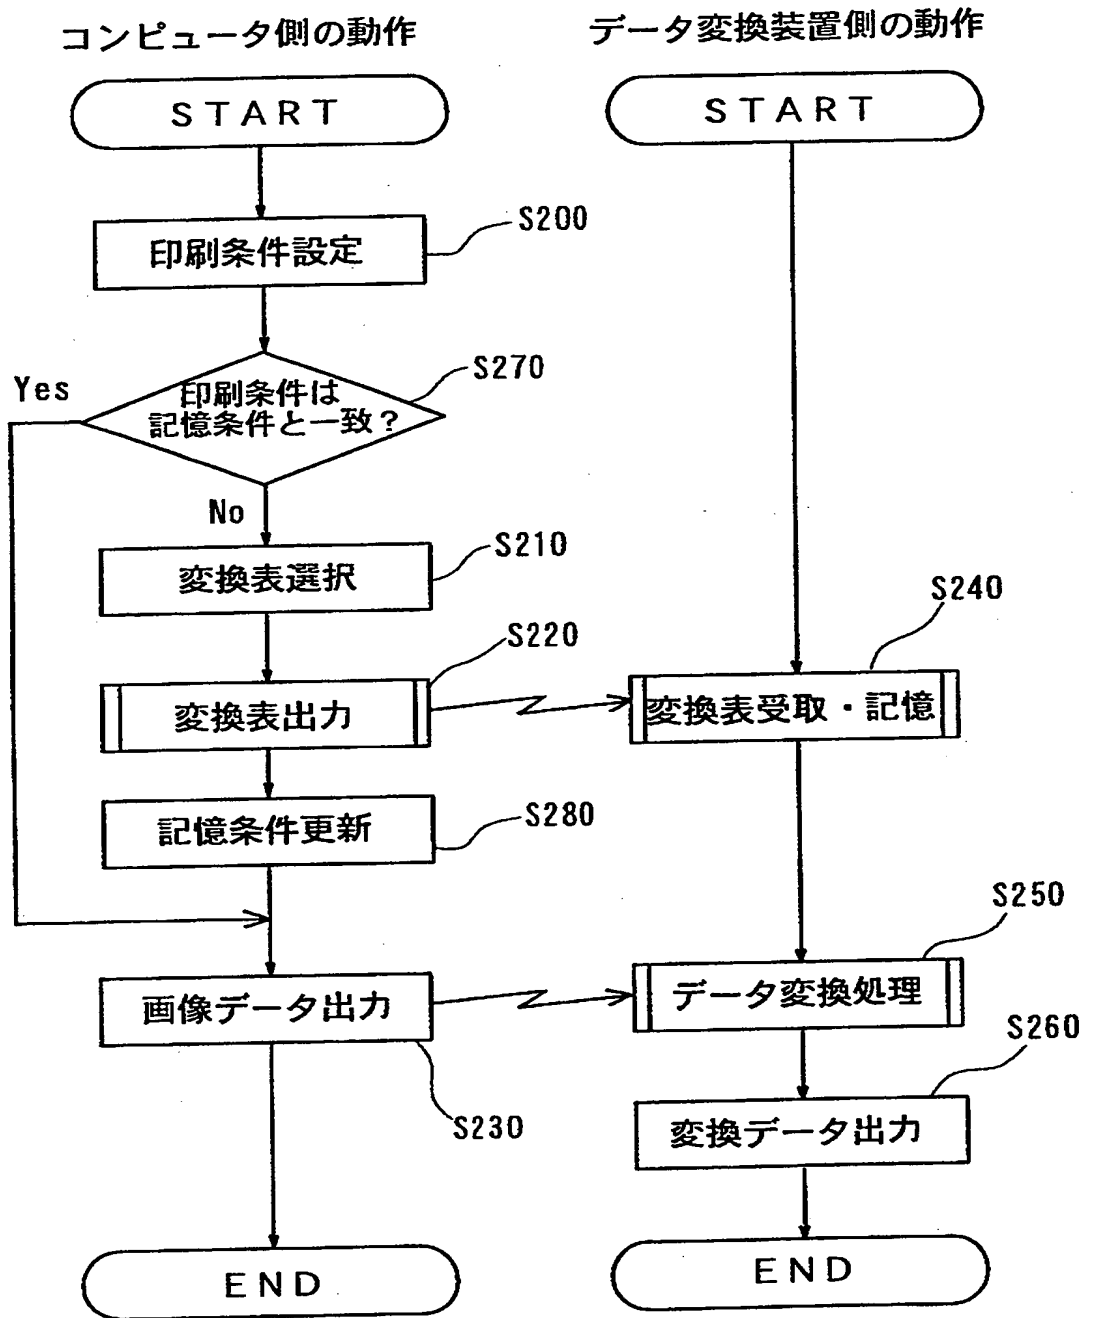 コンピュータ側の動作
START
S200
印刷条件設定
S270
Yes
印刷条件は
記憶条件と一致?
No
S210
変換表選択
S220
変換表出力
S280
記憶条件更新
画像データ出力
S230
END
データ変換装置側の動作
START
S240
変換表受取・記憶
S250
データ変換処理
S260
変換データ出力
END